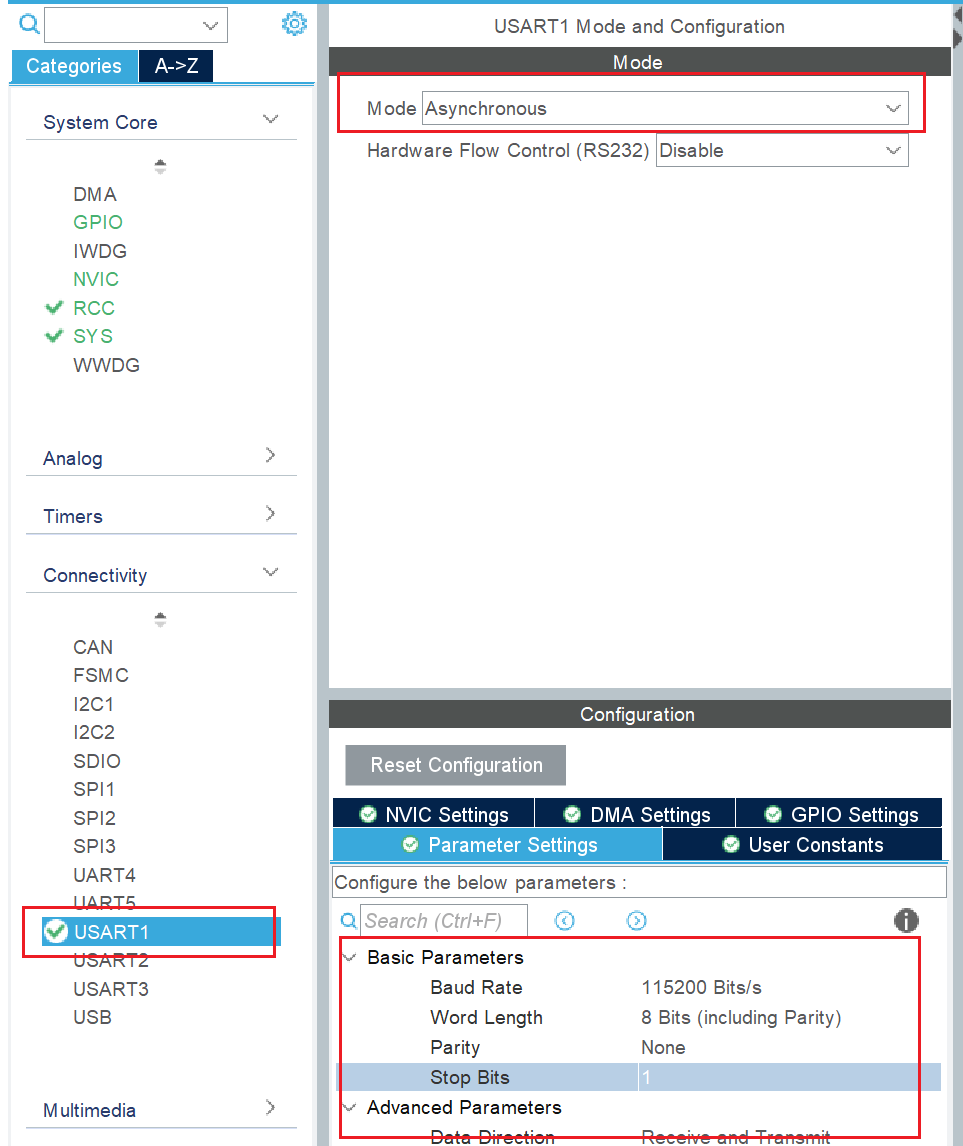 Categories
A->Z
System Core
DMA
GPIO
IWDG
NVIC
RCC
SYS
WWDG
Analog
Timers
Connectivity
CAN
FSMC
I2C1
I2C2
SDIO
SPI1
SPI2
SPI3
UART4
UART5
USART1
USART2
USART3
USB
Multimedia
USART1 Mode and Configuration
Mode
Mode Asynchronous
Hardware Flow Control (RS232) Disable
Configuration
Reset Configuration
NVIC Settings DMA Settings GPIO Settings
Parameter Settings User Constants
Configure the below parameters :
Search (Ctrl+F)
Basic Parameters
Baud Rate 115200 Bits/s
Word Length 8 Bits (including Parity)
Parity None
Stop Bits 1
Advanced Parameters
Data Direction Receive and Transmit